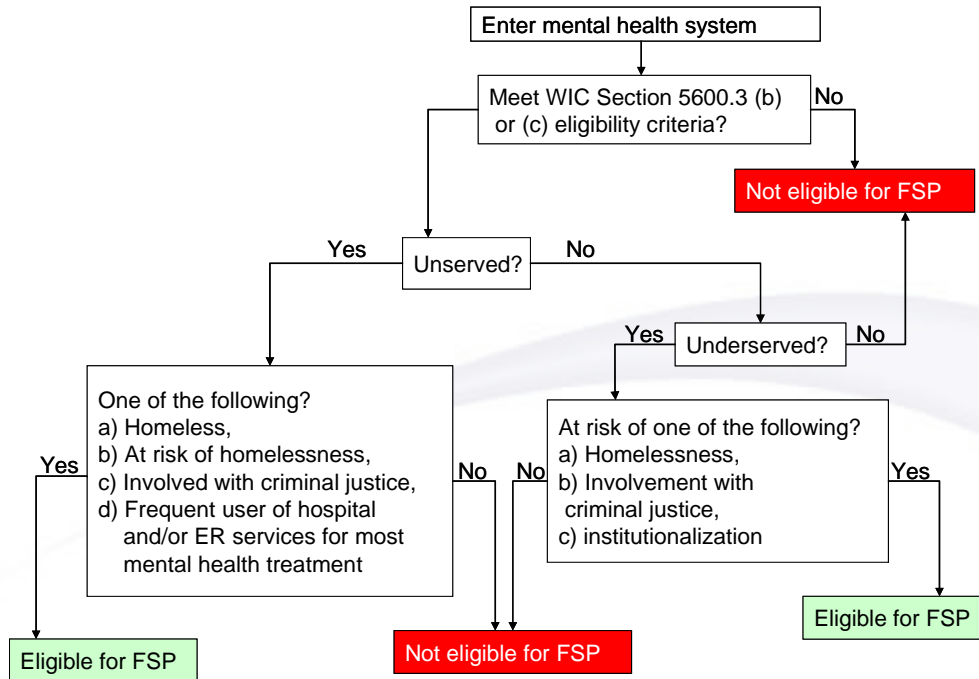 Enter mental health system
Meet WIC Section 5600.3 (b)
or (c) eligibility criteria?
No
Not eligible for FSP
Yes
Unserved?
No
Yes
Underserved?
No
One of the following?
a) Homeless,
b) At risk of homelessness,
c) Involved with criminal justice,
d) Frequent user of hospital
and/or ER services for most
mental health treatment
Yes
No
At risk of one of the following?
a) Homelessness,
b) Involvement with
criminal justice,
c) institutionalization
No
Yes
Eligible for FSP
Not eligible for FSP
Eligible for FSP